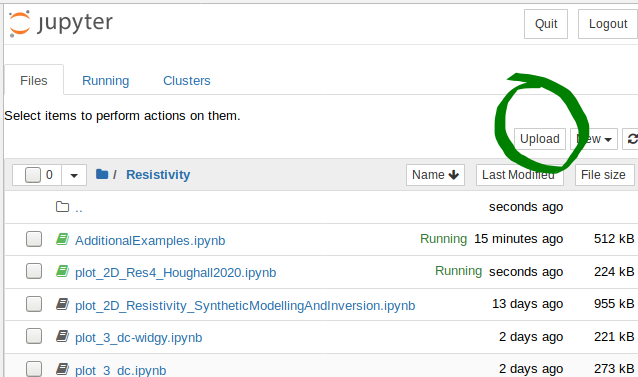 jupyter
Quit Logout
Files Running Clusters
Select items to perform actions on them.
Upload New
0 / Resistivity Name Last Modified File size
.. seconds ago
AdditionalExamples.ipynb Running 15 minutes ago 512 kB
plot_2D_Res4_Houghall2020.ipynb Running seconds ago 224 kB
plot_2D_Resistivity_SyntheticModellingAndInversion.ipynb 13 days ago 955 kB
plot_3_dc-widgy.ipynb 2 days ago 221 kB
plot_3_dc.ipynb 2 days ago 273 kB